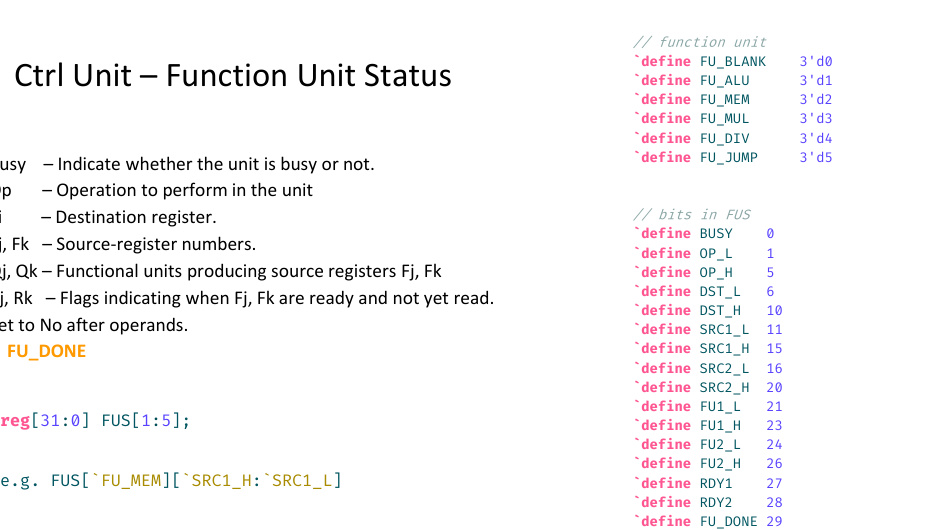 Ctrl Unit – Function Unit Status
usy – Indicate whether the unit is busy or not.
p – Operation to perform in the unit
i – Destination register.
j, Fk – Source-register numbers.
j, Qk – Functional units producing source registers Fj, Fk
j, Rk – Flags indicating when Fj, Fk are ready and not yet read.
et to No after operands.
FU_DONE
reg[31:0] FUS[1:5];
e.g. FUS[`FU_MEM][`SRC1_H:`SRC1_L]
// function unit
`define FU_BLANK 3'd0
`define FU_ALU 3'd1
`define FU_MEM 3'd2
`define FU_MUL 3'd3
`define FU_DIV 3'd4
`define FU_JUMP 3'd5
// bits in FUS
`define BUSY 0
`define OP_L 1
`define OP_H 5
`define DST_L 6
`define DST_H 10
`define SRC1_L 11
`define SRC1_H 15
`define SRC2_L 16
`define SRC2_H 20
`define FU1_L 21
`define FU1_H 23
`define FU2_L 24
`define FU2_H 26
`define RDY1 27
`define RDY2 28
`define FU_DONE 29